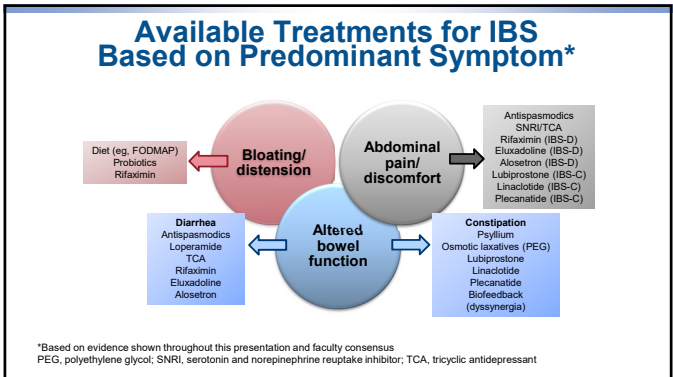 Available Treatments for IBS
Based on Predominant Symptom*
Diet (eg, FODMAP)
Probiotics
Rifaximin
Bloating/
distension
Abdominal
pain/
discomfort
Antispasmodics
SNRI/TCA
Rifaximin (IBS-D)
Eluxadoline (IBS-D)
Alosetron (IBS-D)
Lubiprostone (IBS-C)
Linaclotide (IBS-C)
Plecanatide (IBS-C)
Diarrhea
Antispasmodics
Loperamide
TCA
Rifaximin
Eluxadoline
Alosetron
Altered
bowel
function
Constipation
Psyllium
Osmotic laxatives (PEG)
Lubiprostone
Linaclotide
Plecanatide
Biofeedback
(dyssynergia)
*Based on evidence shown throughout this presentation and faculty consensus
PEG, polyethylene glycol; SNRI, serotonin and norepinephrine reuptake inhibitor; TCA, tricyclic antidepressant